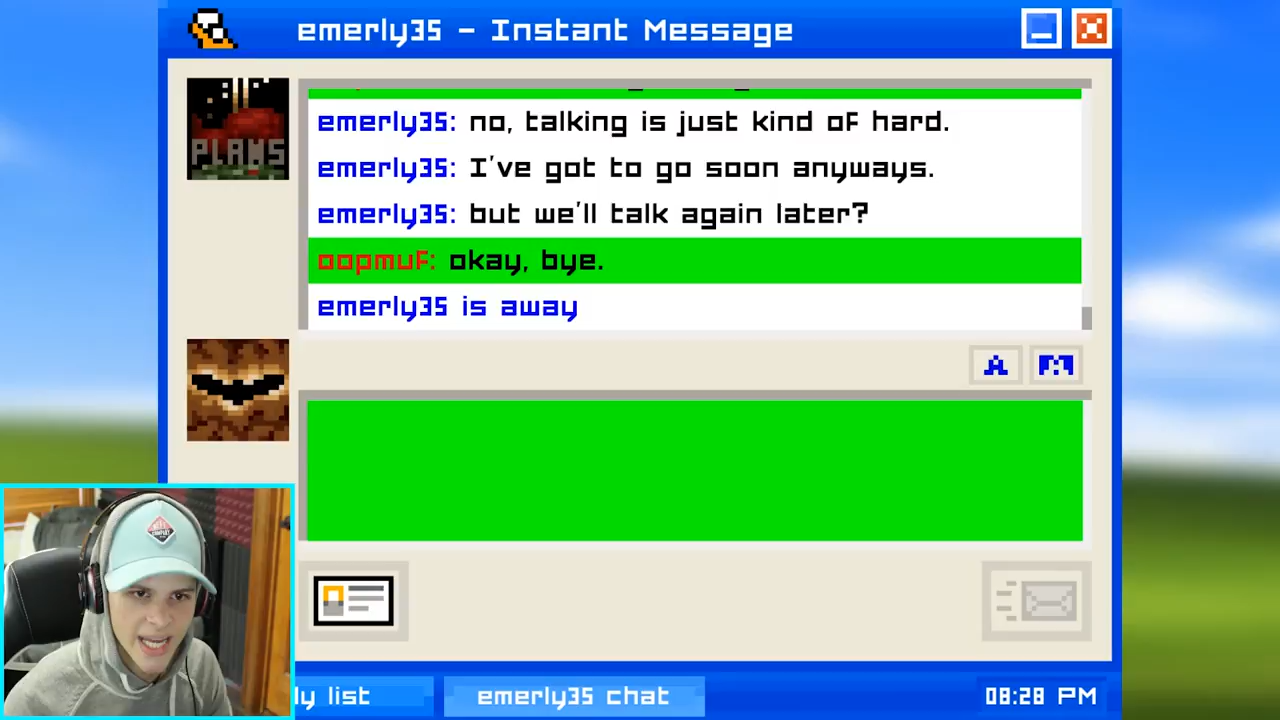 emerly35 - Instant Message
PLANS
emerly35: no, talking is just kind of hard.
emerly35: I've got to go soon anyways.
emerly35: but we'll talk again later?
oopmuf: okay, bye.
emerly35 is away
A
ly list
emerly35 chat
08:28 PM